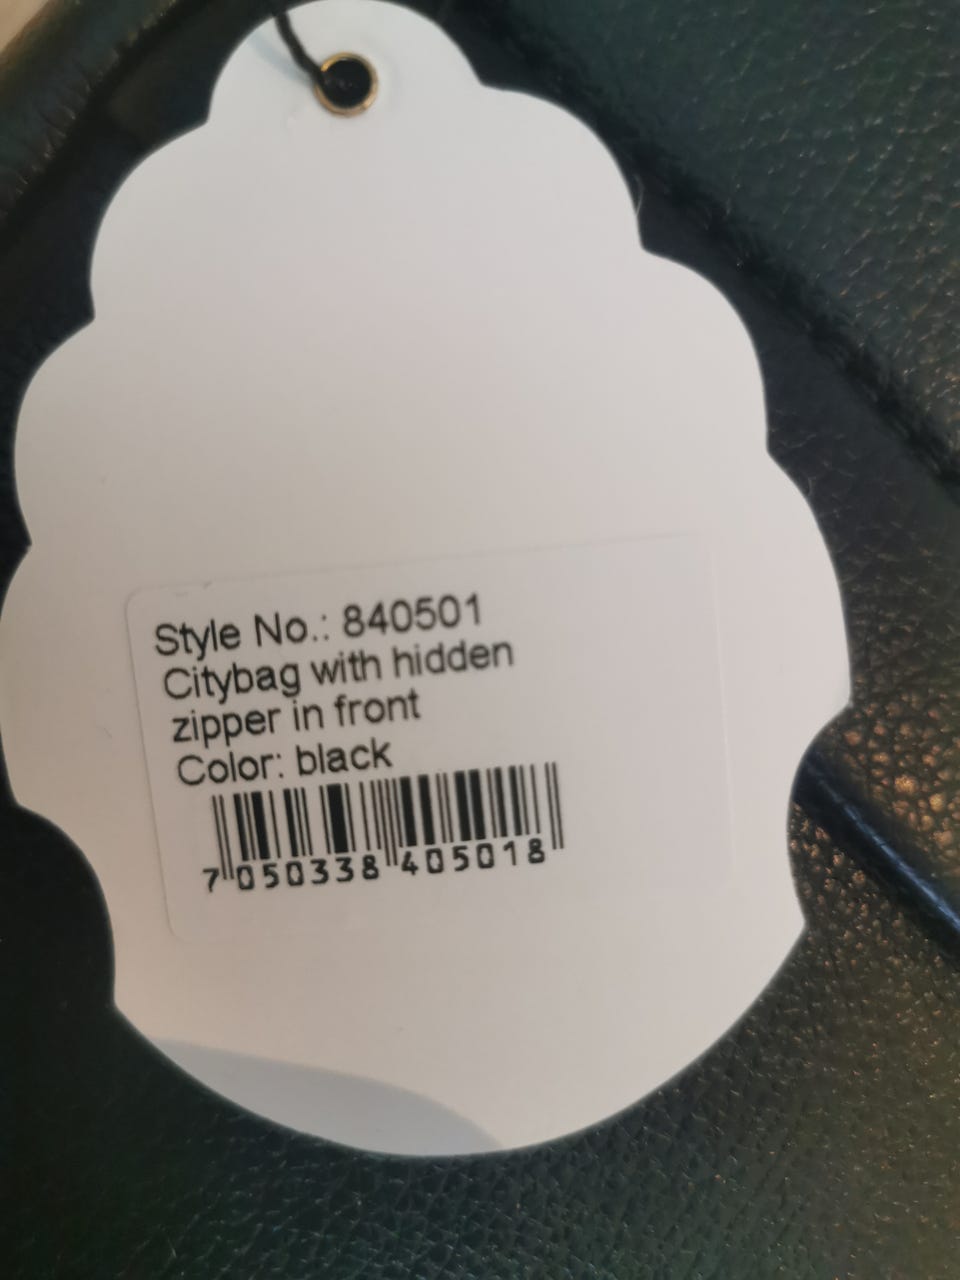 Style No.: 840501
Citybag with hidden
zipper in front
Color: black
7 050338 405018